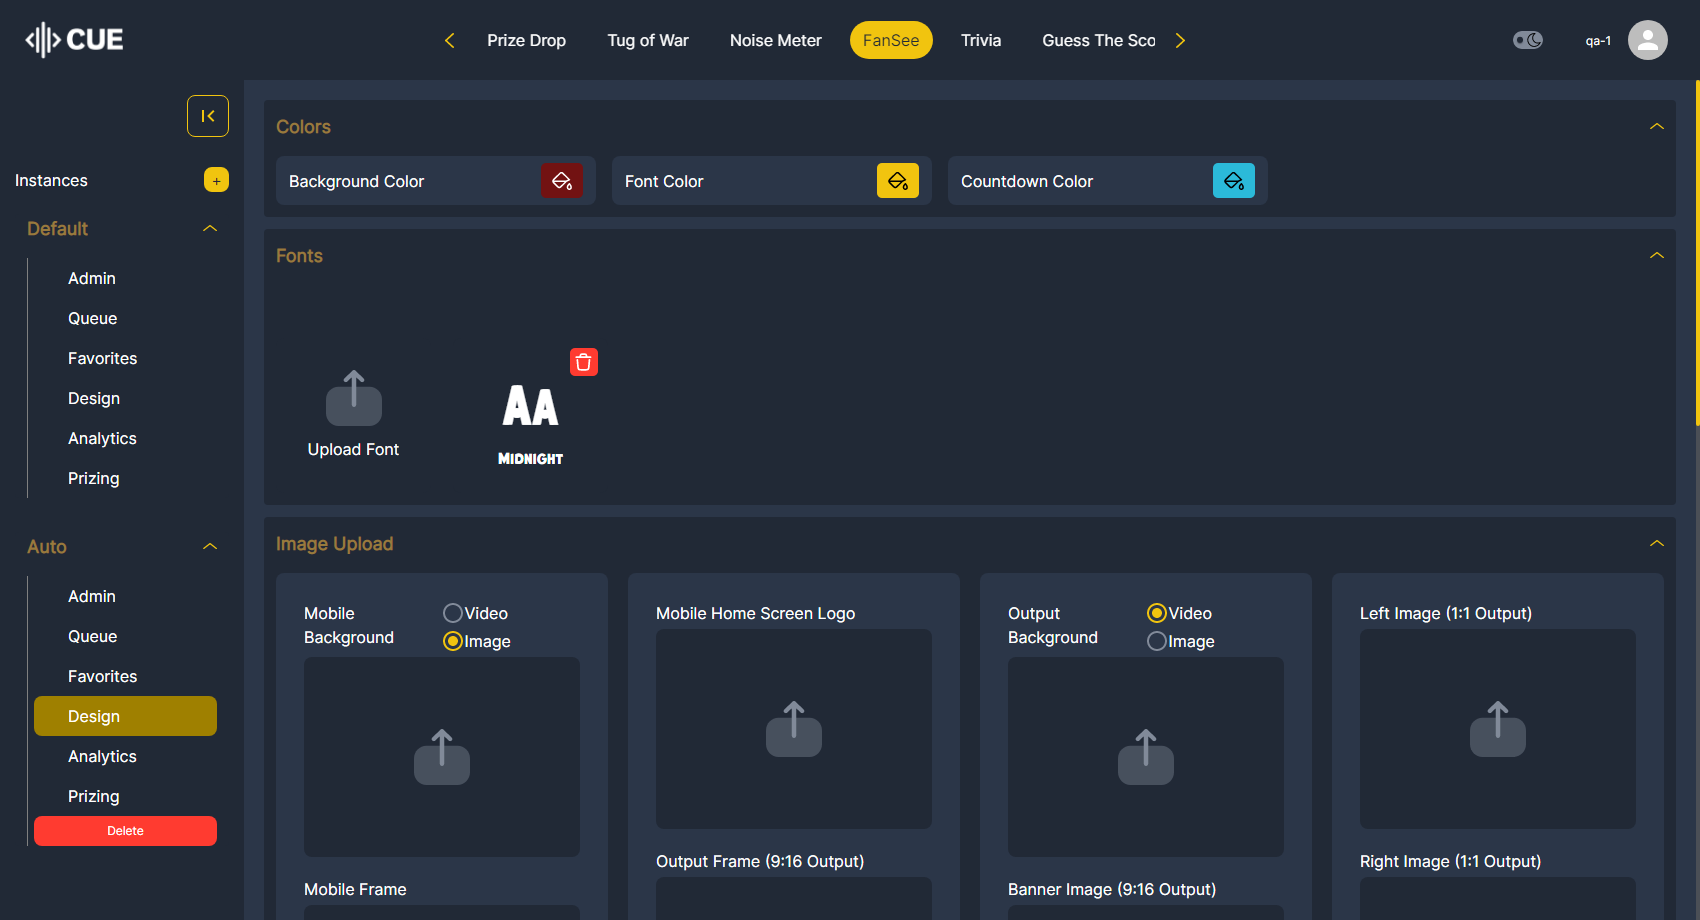 CUE
Prize Drop
Tug of War
Noise Meter
FanSee
Trivia
Guess The Sco
qa-1
Instances
+
Default
Admin
Queue
Favorites
Design
Analytics
Prizing
Auto
Admin
Queue
Favorites
Design
Analytics
Prizing
Delete
Colors
Background Color
Font Color
Countdown Color
Fonts
Upload Font
AA
MIDNIGHT
Image Upload
Mobile
Background
Video
Image
Mobile Frame
Mobile Home Screen Logo
Output Frame (9:16 Output)
Output
Background
Video
Image
Banner Image (9:16 Output)
Left Image (1:1 Output)
Right Image (1:1 Output)